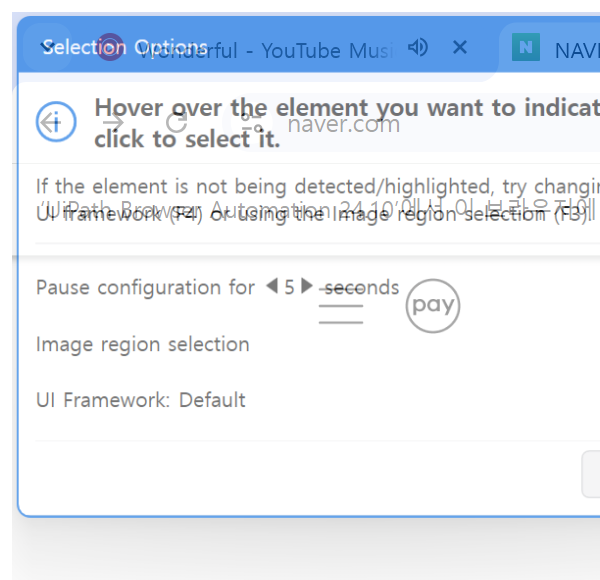 Selection Options
Wonderful - YouTube Musi
NAVE
Hover over the element you want to indicat
click to select it.
naver.com
If the element is not being detected/highlighted, try changin
UI framework (F4) or using the Image region selection (F3).
'UiPath Browser Automation 24.10'에서 이 브라우저에
Pause configuration for 5 seconds
pay
Image region selection
UI Framework: Default